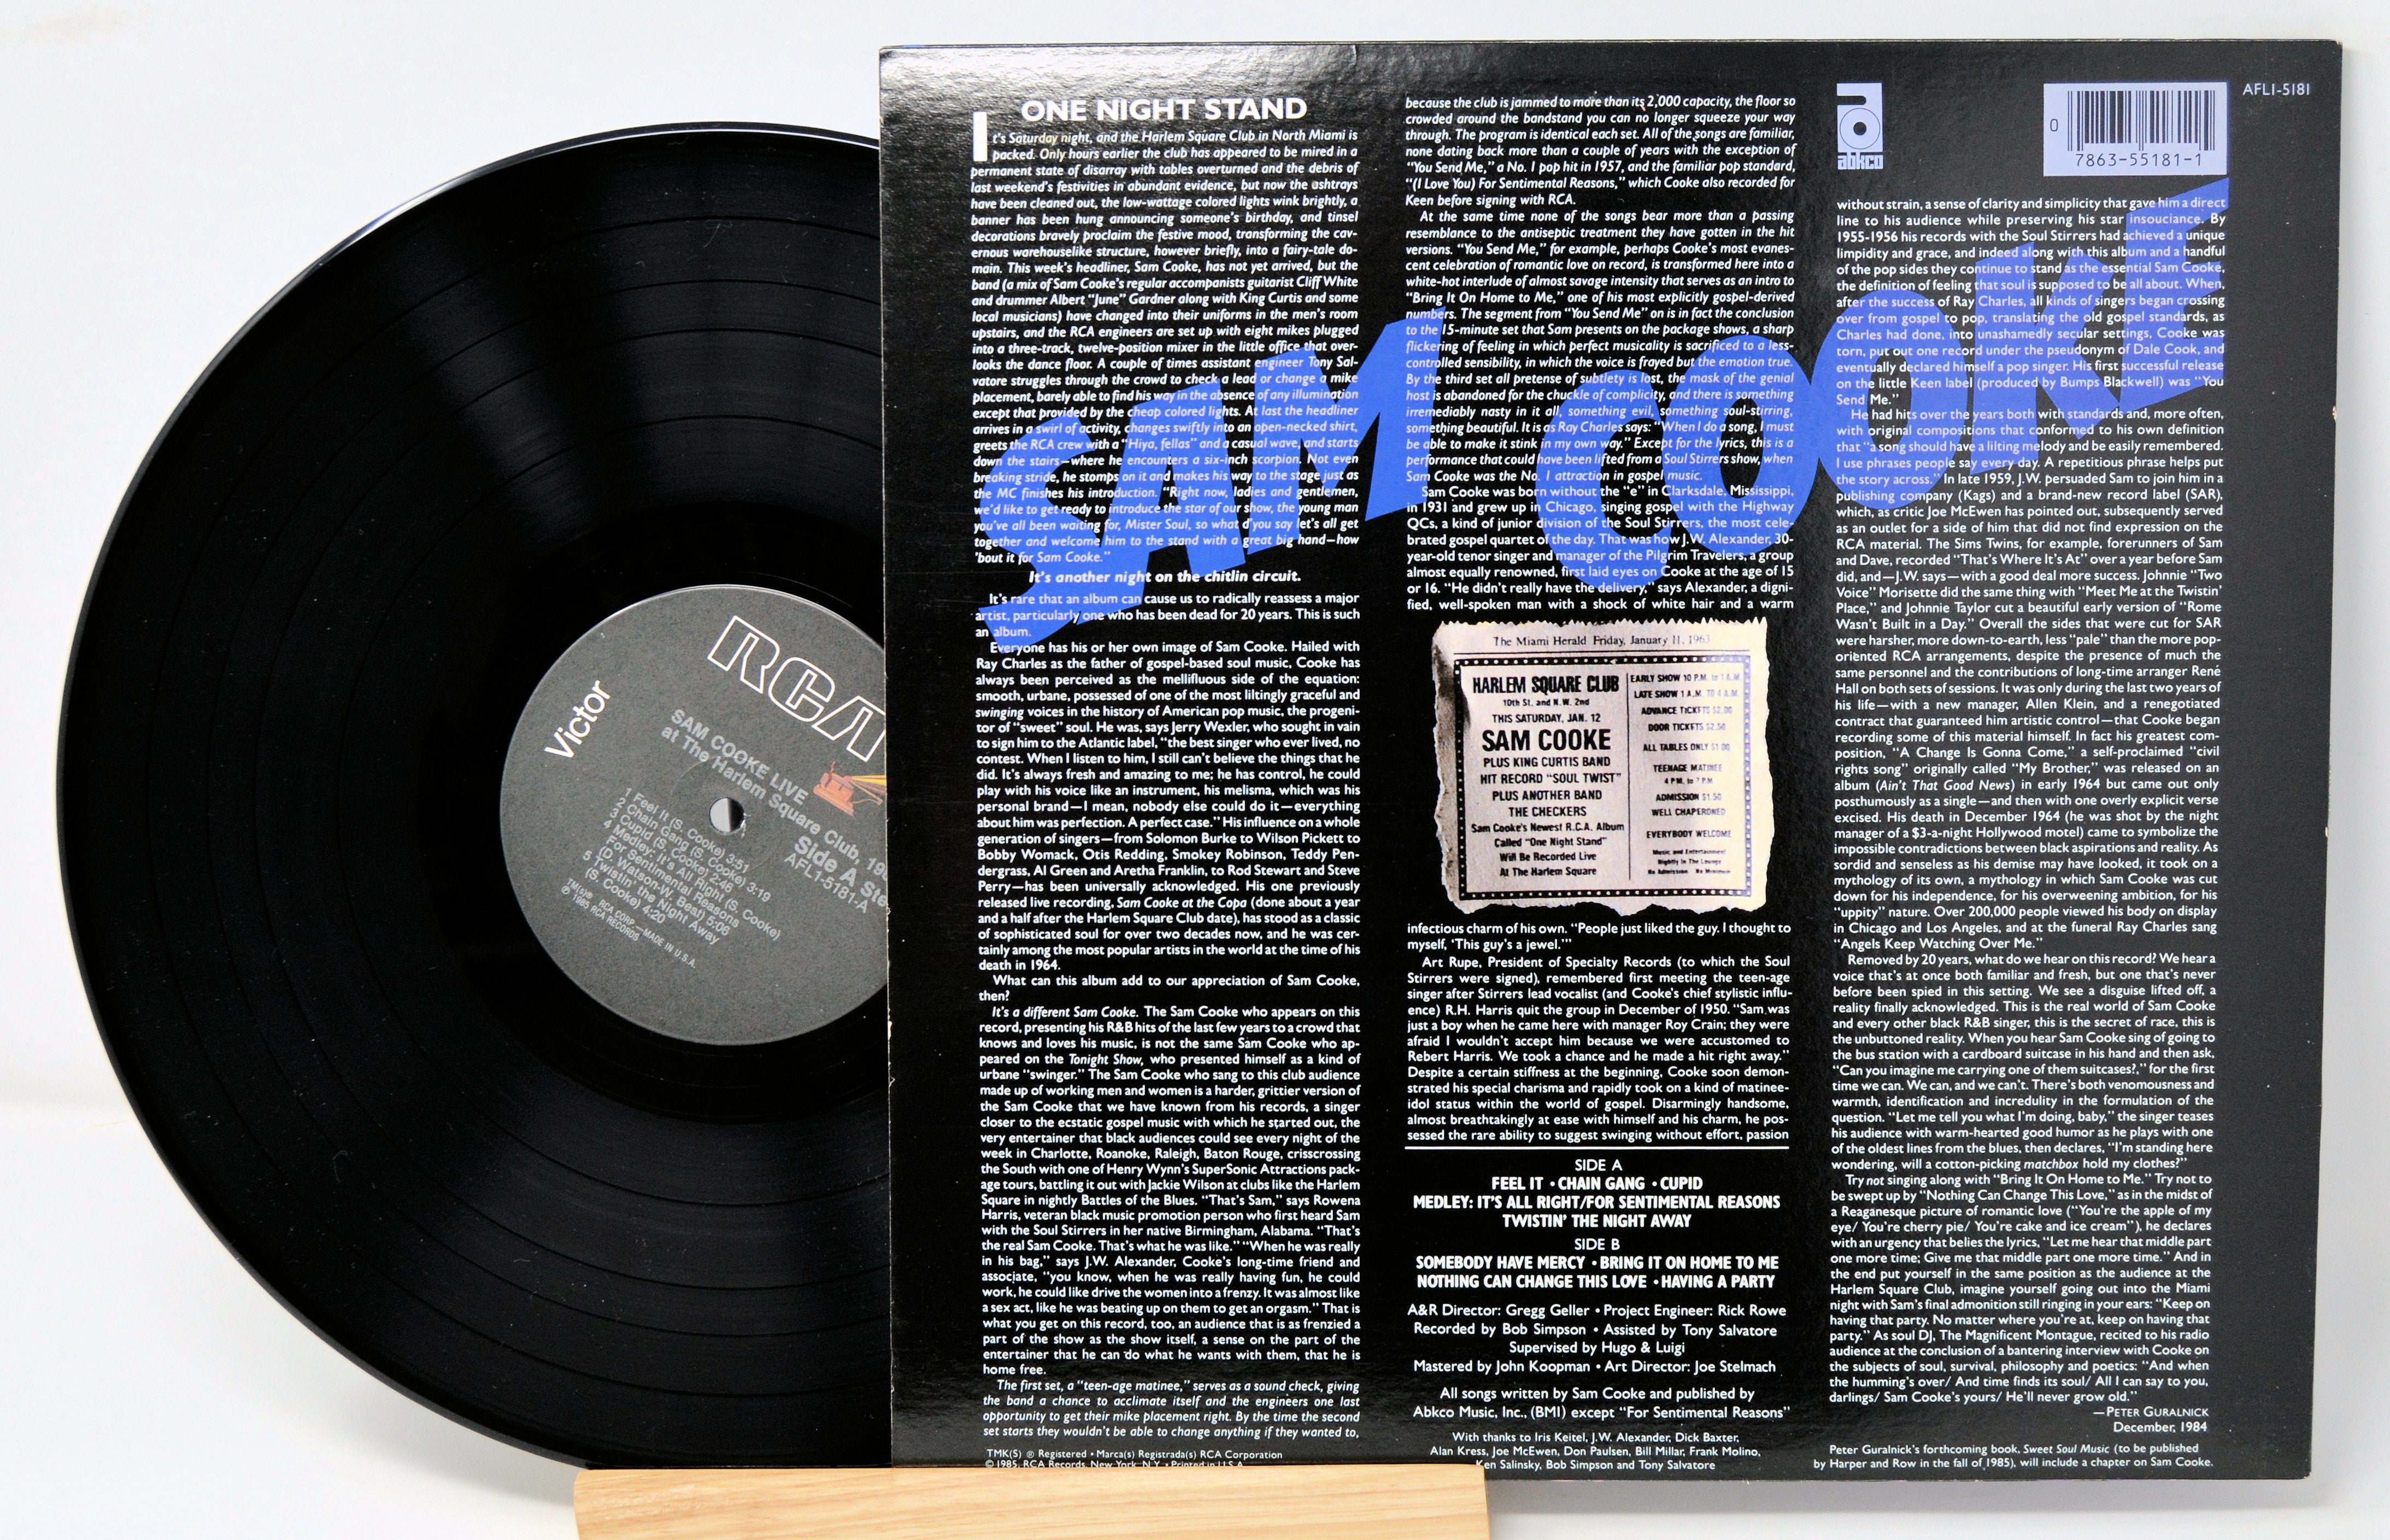 RCA
Victor
SAM COOKE LIVE
at The Harlem Square Club, 19
Side A Ste
AFL1-5181-A
1 Feel It (S. Cooke) 3:51
2 Chain Gang (S. Cooke) 3:19
3 Cupid (S. Cooke) 2:46
4 Medley: It's All Right (S. Cooke)
For Sentimental Reasons
(D. Watson-W. Best) 5:08
5 Twistin' the Night Away
(S. Cooke) 4:20
TM(s)® RCA CORP.—MADE IN U.S.A.
℗ 1985 RCA RECORDS
SAM COOKE
ONE NIGHT STAND
It's Saturday night, and the Harlem Square Club in North Miami is
packed. Only hours earlier the club has appeared to be mired in a
permanent state of disarray with tables overturned and the debris of
last weekend's festivities in abundant evidence, but now the ashtrays
have been cleaned out, the low-wattage colored lights wink brightly, a
banner has been hung announcing someone's birthday, and tinsel
decorations bravely proclaim the festive mood, transforming the cav-
ernous warehouselike structure, however briefly, into a fairy-tale do-
main. This week's headliner, Sam Cooke, has not yet arrived, but the
band (a mix of Sam Cooke's regular accompanists guitarist Cliff White
and drummer Albert "June" Gardner along with King Curtis and some
local musicians) have changed into their uniforms in the men's room
upstairs, and the RCA engineers are set up with eight mikes plugged
into a three-track, twelve-position mixer in the little office that over-
looks the dance floor. A couple of times assistant engineer Tony Sal-
vatore struggles through the crowd to check a lead or change a mike
placement, barely able to find his way in the absence of any illumination
except that provided by the cheap colored lights. At last the headliner
arrives in a swirl of activity, changes swiftly into an open-necked shirt,
greets the RCA crew with a "Hiya, fellas" and a casual wave, and starts
down the stairs—where he encounters a six-inch scorpion. Not even
breaking stride, he stomps on it and makes his way to the stage just as
the MC finishes his introduction. "Right now, ladies and gentlemen,
we'd like to get ready to introduce the star of our show, the young man
you've all been waiting for, Mister Soul, so what d'you say let's all get
together and welcome him to the stand with a great big hand—how
'bout it for Sam Cooke."
It's another night on the chitlin circuit.
It's rare that an album can cause us to radically reassess a major
artist, particularly one who has been dead for 20 years. This is such
an album.
Everyone has his or her own image of Sam Cooke. Hailed with
Ray Charles as the father of gospel-based soul music, Cooke has
always been perceived as the mellifluous side of the equation:
smooth, urbane, possessed of one of the most liltingly graceful and
swinging voices in the history of American pop music, the progeni-
tor of "sweet" soul. He was, says Jerry Wexler, who sought in vain
to sign him to the Atlantic label, "the best singer who ever lived, no
contest. When I listen to him, I still can't believe the things that he
did. It's always fresh and amazing to me; he has control, he could
play with his voice like an instrument, his melisma, which was his
personal brand—I mean, nobody else could do it—everything
about him was perfection. A perfect case." His influence on a whole
generation of singers—from Solomon Burke to Wilson Pickett to
Bobby Womack, Otis Redding, Smokey Robinson, Teddy Pen-
dergrass, Al Green and Aretha Franklin, to Rod Stewart and Steve
Perry—has been universally acknowledged. His one previously
released live recording, Sam Cooke at the Copa (done about a year
and a half after the Harlem Square Club date), has stood as a classic
of sophisticated soul for over two decades now, and he was cer-
tainly among the most popular artists in the world at the time of his
death in 1964.
What can this album add to our appreciation of Sam Cooke,
then?
It's a different Sam Cooke. The Sam Cooke who appears on this
record, presenting his R&B hits of the last few years to a crowd that
knows and loves his music, is not the same Sam Cooke who ap-
peared on the Tonight Show, who presented himself as a kind of
urbane "swinger." The Sam Cooke who sang to this club audience
made up of working men and women is a harder, grittier version of
the Sam Cooke that we have known from his records, a singer
closer to the ecstatic gospel music with which he started out, the
very entertainer that black audiences could see every night of the
week in Charlotte, Roanoke, Raleigh, Baton Rouge, crisscrossing
the South with one of Henry Wynn's SuperSonic Attractions pack-
age tours, battling it out with Jackie Wilson at clubs like the Harlem
Square in nightly Battles of the Blues. "That's Sam," says Rowena
Harris, veteran black music promotion person who first heard Sam
with the Soul Stirrers in her native Birmingham, Alabama. "That's
the real Sam Cooke. That's what he was like." "When he was really
in his bag," says J.W. Alexander, Cooke's long-time friend and
associate, "you know, when he was really having fun, he could
work, he could like drive the women into a frenzy. It was almost like
a sex act, like he was beating up on them to get an orgasm." That is
what you get on this record, too, an audience that is as frenzied a
part of the show as the show itself, a sense on the part of the
entertainer that he can do what he wants with them, that he is
home free.
The first set, a "teen-age matinee," serves as a sound check, giving
the band a chance to acclimate itself and the engineers one last
opportunity to get their mike placement right. By the time the second
set starts they wouldn't be able to change anything if they wanted to,
TMK(S) ® Registered • Marca(s) Registrada(s) RCA Corporation
© 1985, RCA Records, New York, N.Y. • Printed in U.S.A.
because the club is jammed to more than its 2,000 capacity, the floor so
crowded around the bandstand you can no longer squeeze your way
through. The program is identical each set. All of the songs are familiar,
none dating back more than a couple of years with the exception of
"You Send Me," a No. 1 pop hit in 1957, and the familiar pop standard,
"(I Love You) For Sentimental Reasons," which Cooke also recorded for
Keen before signing with RCA.
At the same time none of the songs bear more than a passing
resemblance to the antiseptic treatment they have gotten in the hit
versions. "You Send Me," for example, perhaps Cooke's most evanes-
cent celebration of romantic love on record, is transformed here into a
white-hot interlude of almost savage intensity that serves as an intro to
"Bring It On Home to Me," one of his most explicitly gospel-derived
numbers. The segment from "You Send Me" on is in fact the conclusion
to the 15-minute set that Sam presents on the package shows, a sharp
flickering of feeling in which perfect musicality is sacrificed to a less-
controlled sensibility, in which the voice is frayed but the emotion true.
By the third set all pretense of subtlety is lost, the mask of the genial
host is abandoned for the chuckle of complicity, and there is something
irremediably nasty in it all, something evil, something soul-stirring,
something beautiful. It is as Ray Charles says: "When I do a song, I must
be able to make it stink in my own way." Except for the lyrics, this is a
performance that could have been lifted from a Soul Stirrers show, when
Sam Cooke was the No. 1 attraction in gospel music.
Sam Cooke was born without the "e" in Clarksdale, Mississippi,
in 1931 and grew up in Chicago, singing gospel with the Highway
QCs, a kind of junior division of the Soul Stirrers, the most cele-
brated gospel quartet of the day. That was how J.W. Alexander, 30-
year-old tenor singer and manager of the Pilgrim Travelers, a group
almost equally renowned, first laid eyes on Cooke at the age of 15
or 16. "He didn't really have the delivery," says Alexander, a digni-
fied, well-spoken man with a shock of white hair and a warm
The Miami Herald Friday, January 11, 1963
HARLEM SQUARE CLUB
10th St. and N.W. 2nd
THIS SATURDAY, JAN. 12
SAM COOKE
PLUS KING CURTIS BAND
HIT RECORD "SOUL TWIST"
PLUS ANOTHER BAND
THE CHECKERS
Sam Cooke's Newest R.C.A. Album
Called "One Night Stand"
Will Be Recorded Live
At The Harlem Square
EARLY SHOW 10 P.M. to 1 A.M.
LATE SHOW 1 A.M. TO 4 A.M.
ADVANCE TICKETS $2.00
DOOR TICKETS $2.50
ALL TABLES ONLY $1.00
TEENAGE MATINEE
4 P.M. to 7 P.M.
ADMISSION $1.50
WELL CHAPERONED
EVERYBODY WELCOME
Music and Entertainment
Nightly In The Lounge
No Admission No Minimum
infectious charm of his own. "People just liked the guy. I thought to
myself, 'This guy's a jewel.'"
Art Rupe, President of Specialty Records (to which the Soul
Stirrers were signed), remembered first meeting the teen-age
singer after Stirrers lead vocalist (and Cooke's chief stylistic influ-
ence) R.H. Harris quit the group in December of 1950. "Sam was
just a boy when he came here with manager Roy Crain; they were
afraid I wouldn't accept him because we were accustomed to
Rebert Harris. We took a chance and he made a hit right away."
Despite a certain stiffness at the beginning, Cooke soon demon-
strated his special charisma and rapidly took on a kind of matinee-
idol status within the world of gospel. Disarmingly handsome,
almost breathtakingly at ease with himself and his charm, he pos-
sessed the rare ability to suggest swinging without effort, passion
SIDE A
FEEL IT • CHAIN GANG • CUPID
MEDLEY: IT'S ALL RIGHT/FOR SENTIMENTAL REASONS
TWISTIN' THE NIGHT AWAY
SIDE B
SOMEBODY HAVE MERCY • BRING IT ON HOME TO ME
NOTHING CAN CHANGE THIS LOVE • HAVING A PARTY
A&R Director: Gregg Geller • Project Engineer: Rick Rowe
Recorded by Bob Simpson • Assisted by Tony Salvatore
Supervised by Hugo & Luigi
Mastered by John Koopman • Art Director: Joe Stelmach
All songs written by Sam Cooke and published by
Abkco Music, Inc., (BMI) except "For Sentimental Reasons"
With thanks to Iris Keitel, J.W. Alexander, Dick Baxter,
Alan Kress, Joe McEwen, Don Paulsen, Bill Millar, Frank Molino,
Ken Salinsky, Bob Simpson and Tony Salvatore
abkco
0
7863-55181-1
AFL1-5181
without strain, a sense of clarity and simplicity that gave him a direct
line to his audience while preserving his star insouciance. By
1955-1956 his records with the Soul Stirrers had achieved a unique
limpidity and grace, and indeed along with this album and a handful
of the pop sides they continue to stand as the essential Sam Cooke,
the definition of feeling that soul is supposed to be all about. When,
after the success of Ray Charles, all kinds of singers began crossing
over from gospel to pop, translating the old gospel standards, as
Charles had done, into unashamedly secular settings, Cooke was
torn, put out one record under the pseudonym of Dale Cook, and
eventually declared himself a pop singer. His first successful release
on the little Keen label (produced by Bumps Blackwell) was "You
Send Me."
He had hits over the years both with standards and, more often,
with original compositions that conformed to his own definition
that "a song should have a lilting melody and be easily remembered.
I use phrases people say every day. A repetitious phrase helps put
the story across." In late 1959, J.W. persuaded Sam to join him in a
publishing company (Kags) and a brand-new record label (SAR),
which, as critic Joe McEwen has pointed out, subsequently served
as an outlet for a side of him that did not find expression on the
RCA material. The Sims Twins, for example, forerunners of Sam
and Dave, recorded "That's Where It's At" over a year before Sam
did, and—J.W. says—with a good deal more success. Johnnie "Two
Voice" Morisette did the same thing with "Meet Me at the Twistin'
Place," and Johnnie Taylor cut a beautiful early version of "Rome
Wasn't Built in a Day." Overall the sides that were cut for SAR
were harsher, more down-to-earth, less "pale" than the more pop-
oriented RCA arrangements, despite the presence of much the
same personnel and the contributions of long-time arranger René
Hall on both sets of sessions. It was only during the last two years of
his life—with a new manager, Allen Klein, and a renegotiated
contract that guaranteed him artistic control—that Cooke began
recording some of this material himself. In fact his greatest com-
position, "A Change Is Gonna Come," a self-proclaimed "civil
rights song" originally called "My Brother," was released on an
album (Ain't That Good News) in early 1964 but came out only
posthumously as a single—and then with one overly explicit verse
excised. His death in December 1964 (he was shot by the night
manager of a $3-a-night Hollywood motel) came to symbolize the
impossible contradictions between black aspirations and reality. As
sordid and senseless as his demise may have looked, it took on a
mythology of its own, a mythology in which Sam Cooke was cut
down for his independence, for his overweening ambition, for his
"uppity" nature. Over 200,000 people viewed his body on display
in Chicago and Los Angeles, and at the funeral Ray Charles sang
"Angels Keep Watching Over Me."
Removed by 20 years, what do we hear on this record? We hear a
voice that's at once both familiar and fresh, but one that's never
before been spied in this setting. We see a disguise lifted off, a
reality finally acknowledged. This is the real world of Sam Cooke
and every other black R&B singer, this is the secret of race, this is
the unbuttoned reality. When you hear Sam Cooke sing of going to
the bus station with a cardboard suitcase in his hand and then ask,
"Can you imagine me carrying one of them suitcases?," for the first
time we can. We can, and we can't. There's both venomousness and
warmth, identification and incredulity in the formulation of the
question. "Let me tell you what I'm doing, baby," the singer teases
his audience with warm-hearted good humor as he plays with one
of the oldest lines from the blues, then declares, "I'm standing here
wondering, will a cotton-picking matchbox hold my clothes?"
Try not singing along with "Bring It On Home to Me." Try not to
be swept up by "Nothing Can Change This Love," as in the midst of
a Reaganesque picture of romantic love ("You're the apple of my
eye/ You're cherry pie/ You're cake and ice cream"), he declares
with an urgency that belies the lyrics, "Let me hear that middle part
one more time; Give me that middle part one more time." And in
the end put yourself in the same position as the audience at the
Harlem Square Club, imagine yourself going out into the Miami
night with Sam's final admonition still ringing in your ears: "Keep on
having that party. No matter where you're at, keep on having that
party." As soul DJ, The Magnificent Montague, recited to his radio
audience at the conclusion of a bantering interview with Cooke on
the subjects of soul, survival, philosophy and poetics: "And when
the humming's over/ And time finds its soul/ All I can say to you,
darlings/ Sam Cooke's yours/ He'll never grow old."
—PETER GURALNICK
December, 1984
Peter Guralnick's forthcoming book, Sweet Soul Music (to be published
by Harper and Row in the fall of 1985), will include a chapter on Sam Cooke.